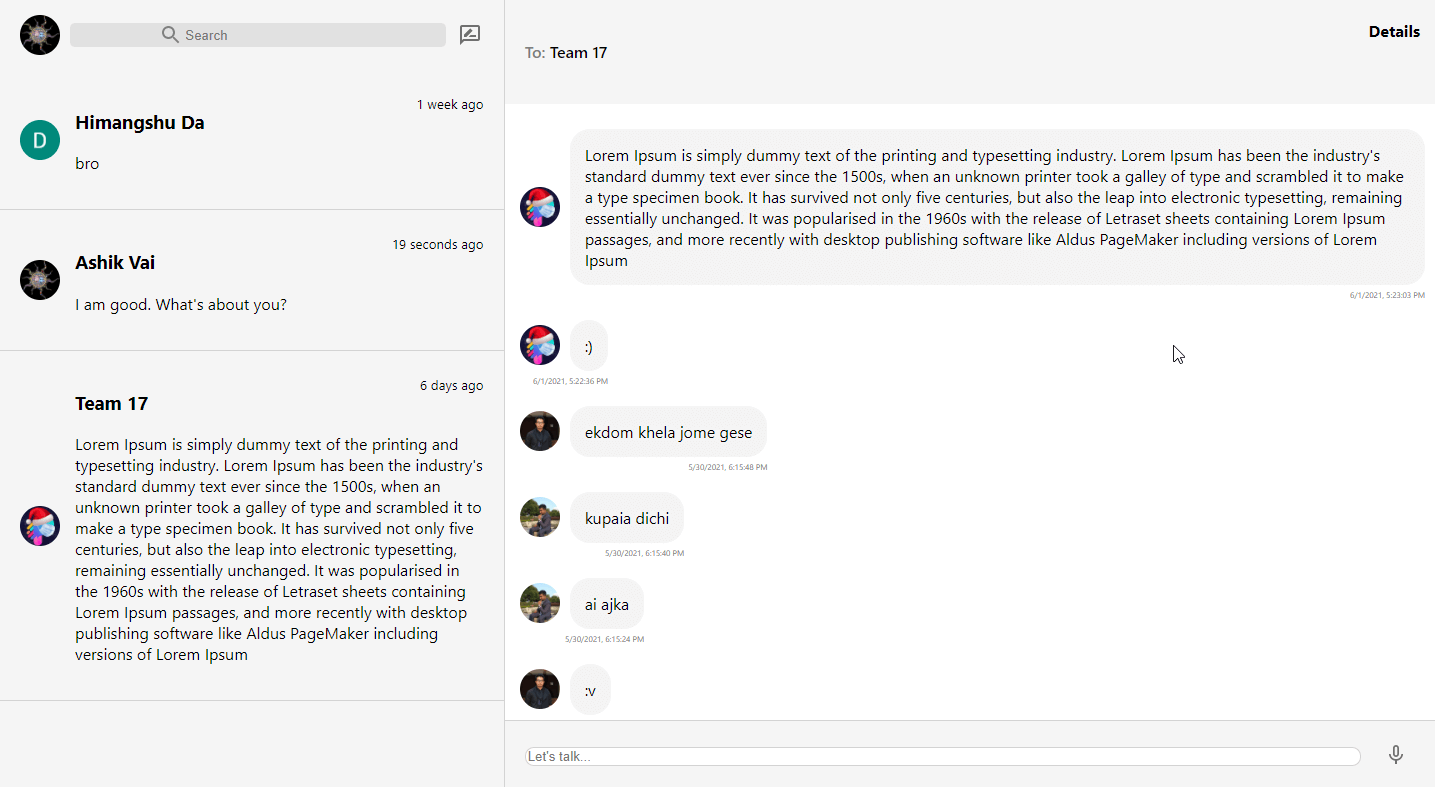 Search
1 week ago
Himangshu Da
D
bro
19 seconds ago
Ashik Vai
I am good. What's about you?
6 days ago
Team 17
Lorem Ipsum is simply dummy text of the printing and
typesetting industry. Lorem Ipsum has been the industry's
standard dummy text ever since the 1500s, when an
unknown printer took a galley of type and scrambled it to
make a type specimen book. It has survived not only five
centuries, but also the leap into electronic typesetting,
remaining essentially unchanged. It was popularised in
the 1960s with the release of Letraset sheets containing
Lorem Ipsum passages, and more recently with desktop
publishing software like Aldus PageMaker including
versions of Lorem Ipsum
Details
To: Team 17
Lorem Ipsum is simply dummy text of the printing and typesetting industry. Lorem Ipsum has been the industry's
standard dummy text ever since the 1500s, when an unknown printer took a galley of type and scrambled it to make
a type specimen book. It has survived not only five centuries, but also the leap into electronic typesetting, remaining
essentially unchanged. It was popularised in the 1960s with the release of Letraset sheets containing Lorem Ipsum
passages, and more recently with desktop publishing software like Aldus PageMaker including versions of Lorem
Ipsum
6/1/2021, 5:23:03 PM
:)
6/1/2021, 5:22:36 PM
ekdom khela jome gese
5/30/2021, 6:15:48 PM
kupaia dichi
5/30/2021, 6:15:40 PM
ai ajka
5/30/2021, 6:15:24 PM
:v
Let's talk...